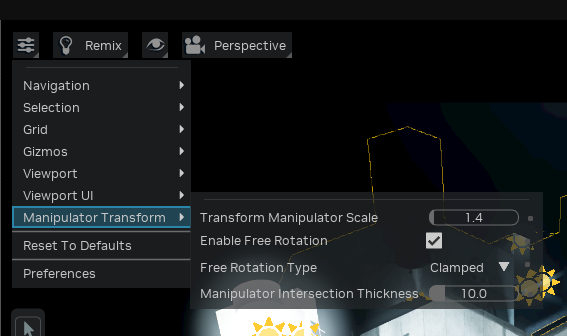 Remix
Perspective
Navigation
Selection
Grid
Gizmos
Viewport
Viewport UI
Manipulator Transform
Reset To Defaults
Preferences
Transform Manipulator Scale 1.4
Enable Free Rotation
Free Rotation Type Clamped
Manipulator Intersection Thickness 10.0